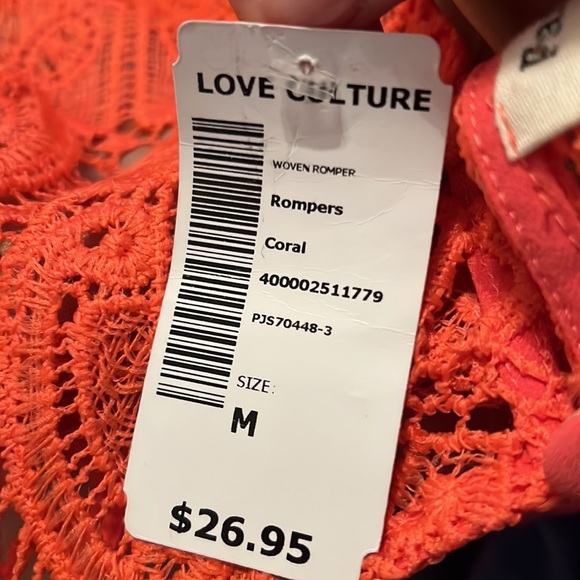 LOVE CULTURE
WOVEN ROMPER
Rompers
Coral
400002511779
PJS70448-3
SIZE:
M
$26.95